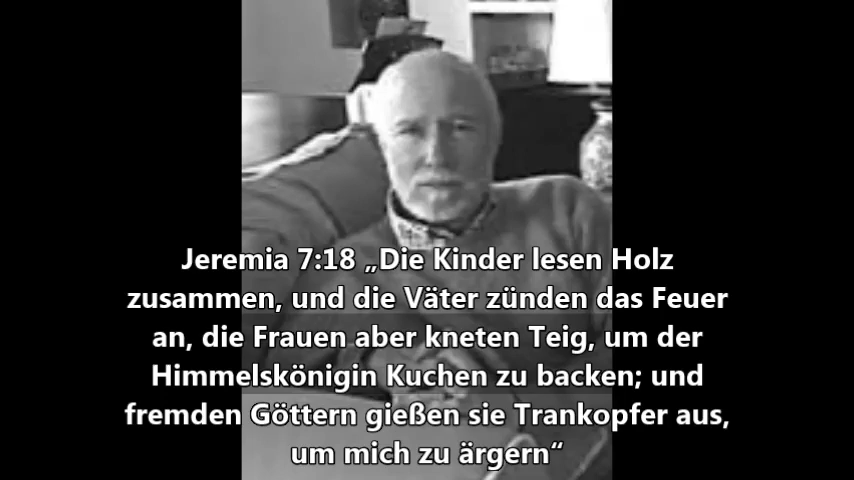 Jeremia 7:18 „Die Kinder lesen Holz
zusammen, und die Väter zünden das Feuer
an, die Frauen aber kneten Teig, um der
Himmelskönigin Kuchen zu backen; und
fremden Göttern gießen sie Trankopfer aus,
um mich zu ärgern“